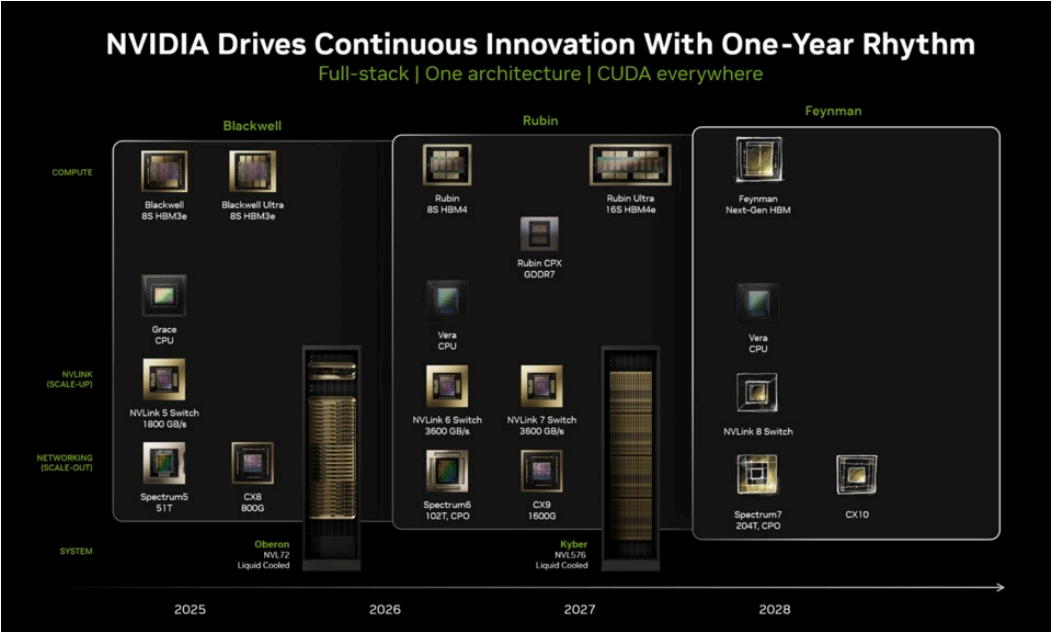 NVIDIA Drives Continuous Innovation With One-Year Rhythm
Full-stack | One architecture | CUDA everywhere
Blackwell
Rubin
Feynman
COMPUTE
Blackwell
8S HBM3e
Blackwell Ultra
8S HBM3e
Rubin
8S HBM4
Rubin Ultra
16S HBM4e
Feynman
Next-Gen HBM
Rubin CPX
GDDR7
Grace
CPU
Vera
CPU
Vera
CPU
NVLINK
(SCALE-UP)
NVLink 5 Switch
1800 GB/s
NVLink 6 Switch
3600 GB/s
NVLink 7 Switch
3600 GB/s
NVLink 8 Switch
NETWORKING
(SCALE-OUT)
Spectrum5
51T
CX8
800G
Spectrum6
102T, CPO
CX9
1600G
Spectrum7
204T, CPO
CX10
SYSTEM
Oberon
NVL72
Liquid Cooled
Kyber
NVL576
Liquid Cooled
2025
2026
2027
2028